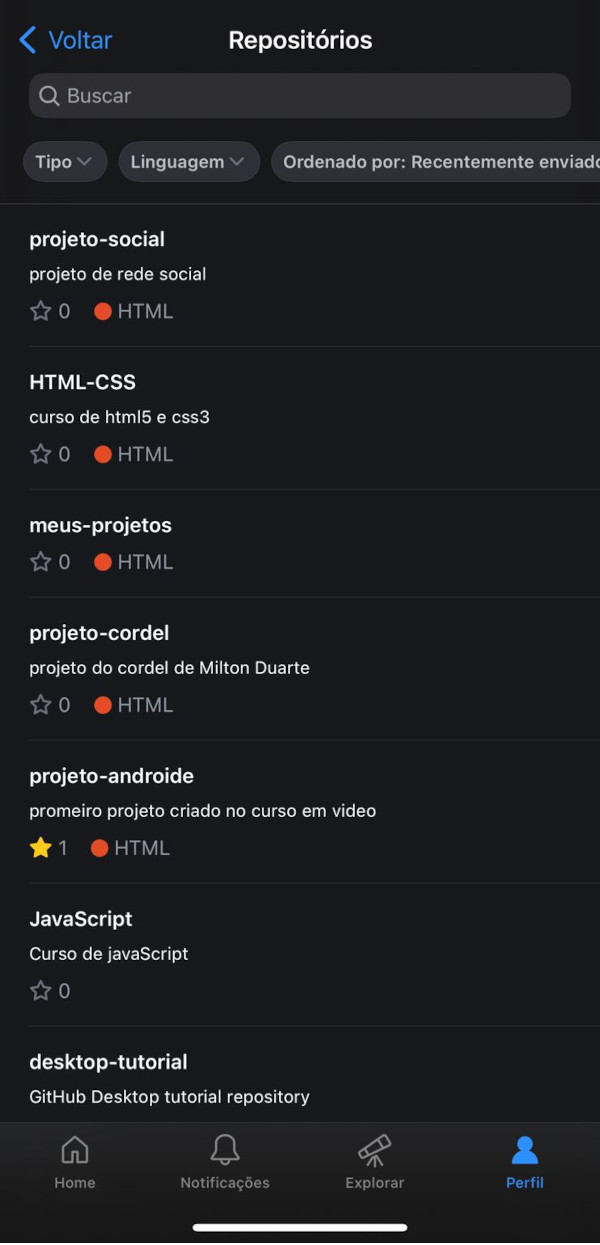 Voltar
Repositórios
Buscar
Tipo
Linguagem
Ordenado por: Recentemente enviado
projeto-social
projeto de rede social
0 HTML
HTML-CSS
curso de html5 e css3
0 HTML
meus-projetos
0 HTML
projeto-cordel
projeto do cordel de Milton Duarte
0 HTML
projeto-androide
promeiro projeto criado no curso em video
1 HTML
JavaScript
Curso de javaScript
0
desktop-tutorial
GitHub Desktop tutorial repository
Home
Notificações
Explorar
Perfil